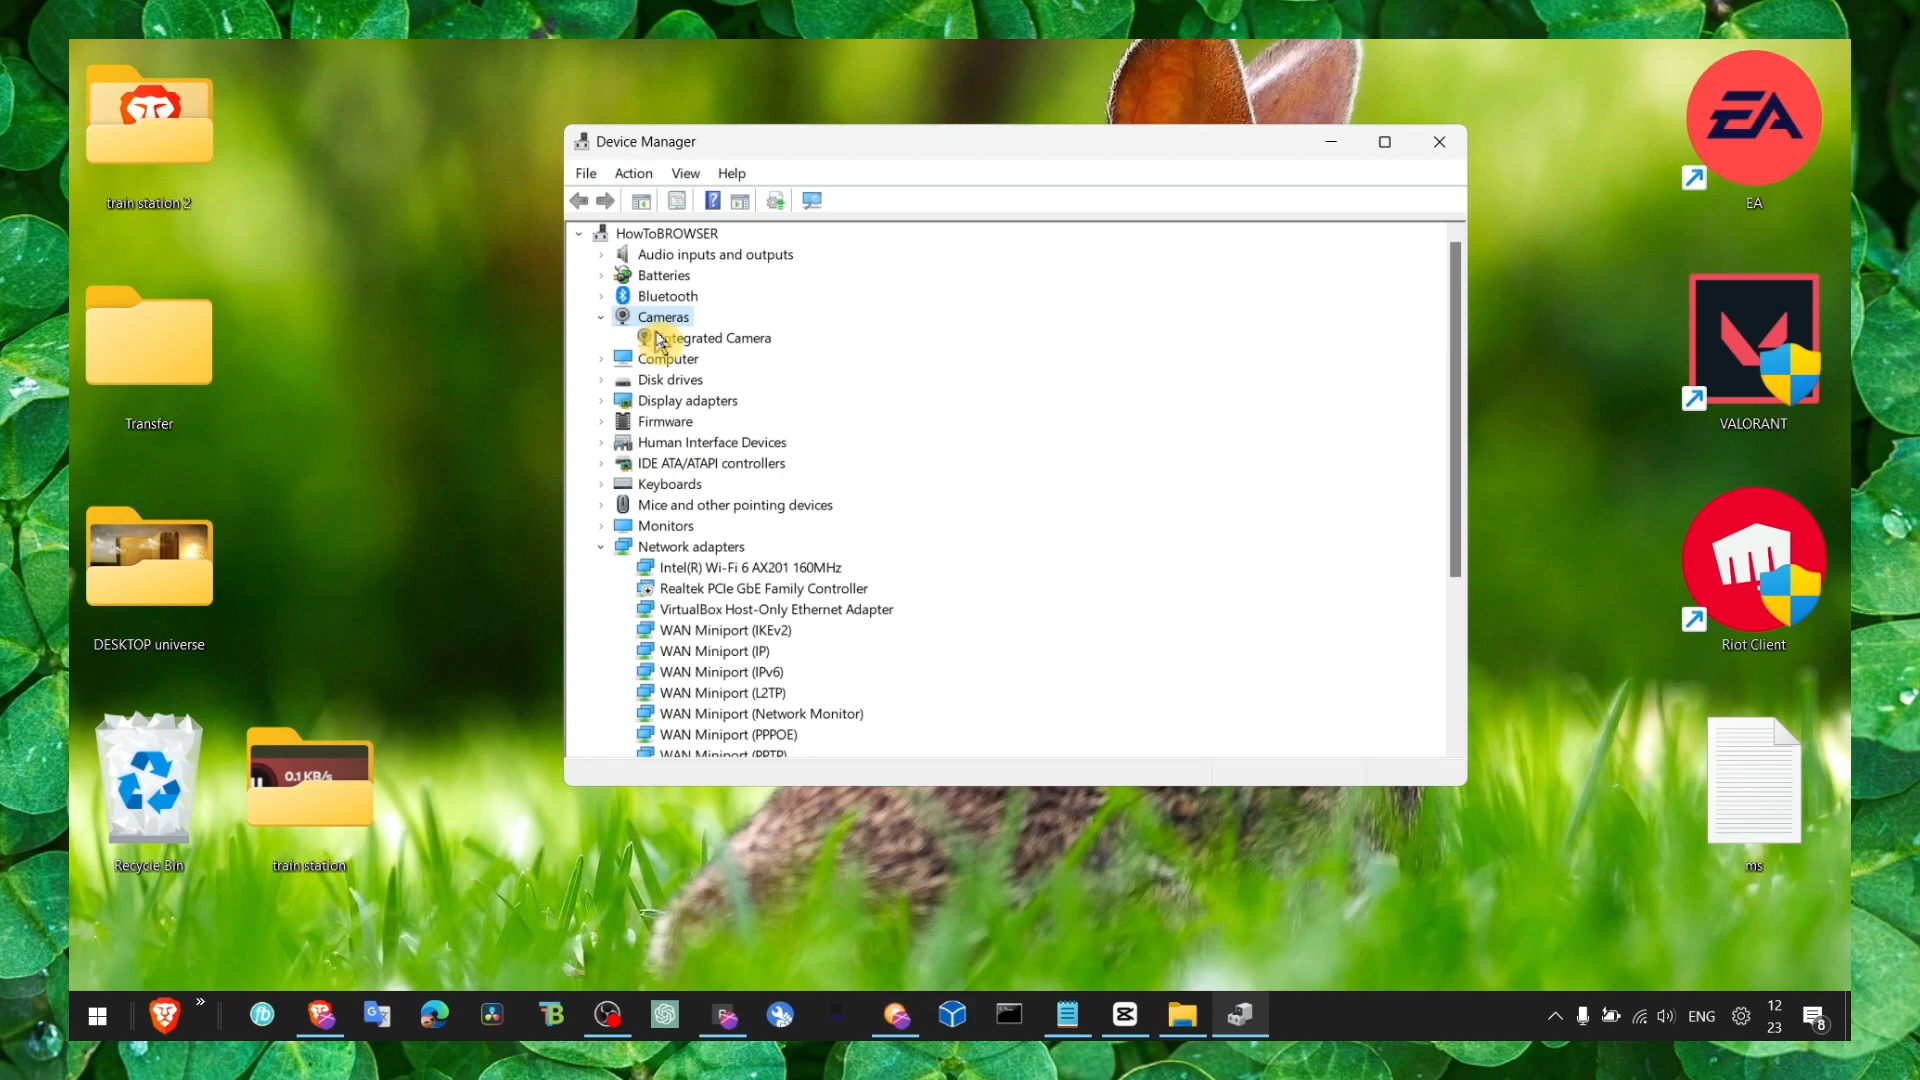 train station 2
Transfer
DESKTOP universe
Recycle Bin
0.1 KB/s
train station
Device Manager
File Action View Help
HowToBROWSER
Audio inputs and outputs
Batteries
Bluetooth
Cameras
Integrated Camera
Computer
Disk drives
Display adapters
Firmware
Human Interface Devices
IDE ATA/ATAPI controllers
Keyboards
Mice and other pointing devices
Monitors
Network adapters
Intel(R) Wi-Fi 6 AX201 160MHz
Realtek PCIe GbE Family Controller
VirtualBox Host-Only Ethernet Adapter
WAN Miniport (IKEv2)
WAN Miniport (IP)
WAN Miniport (IPv6)
WAN Miniport (L2TP)
WAN Miniport (Network Monitor)
WAN Miniport (PPPOE)
WAN Miniport (PPTP)
EA
EA
VALORANT
Riot Client
ms
ENG
12
23
8